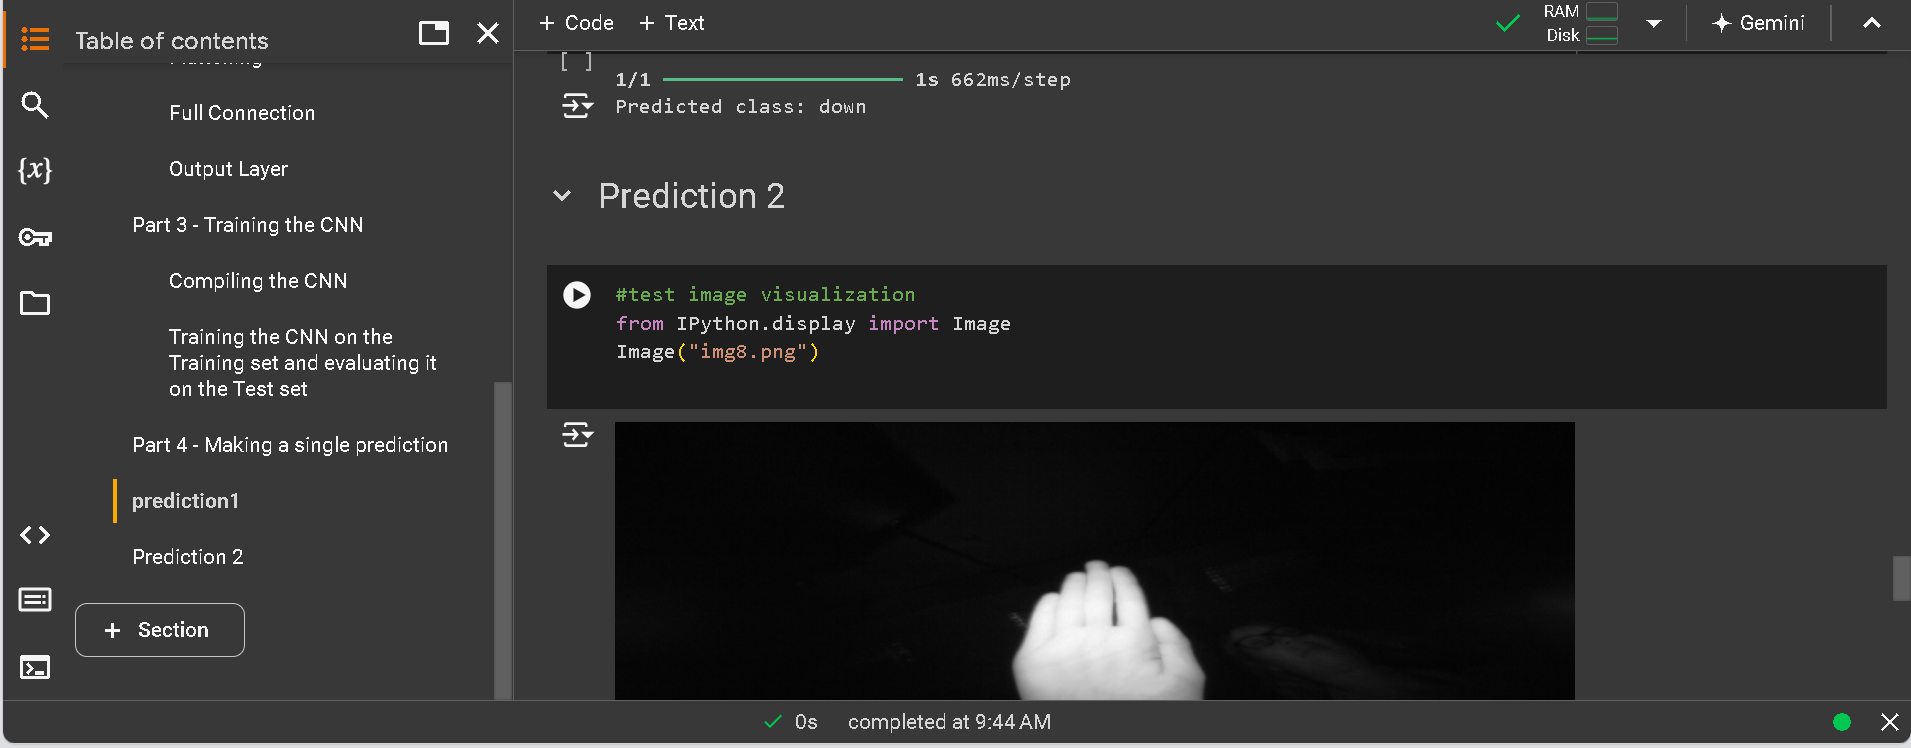 Table of contents
Full Connection
Output Layer
Part 3 - Training the CNN
Compiling the CNN
Training the CNN on the
Training set and evaluating it
on the Test set
Part 4 - Making a single prediction
prediction1
Prediction 2
+ Section
{x}
+ Code + Text
RAM
Disk
Gemini
[ ]
1/1 1s 662ms/step
Predicted class: down
Prediction 2
#test image visualization
from IPython.display import Image
Image("img8.png")
0s completed at 9:44 AM